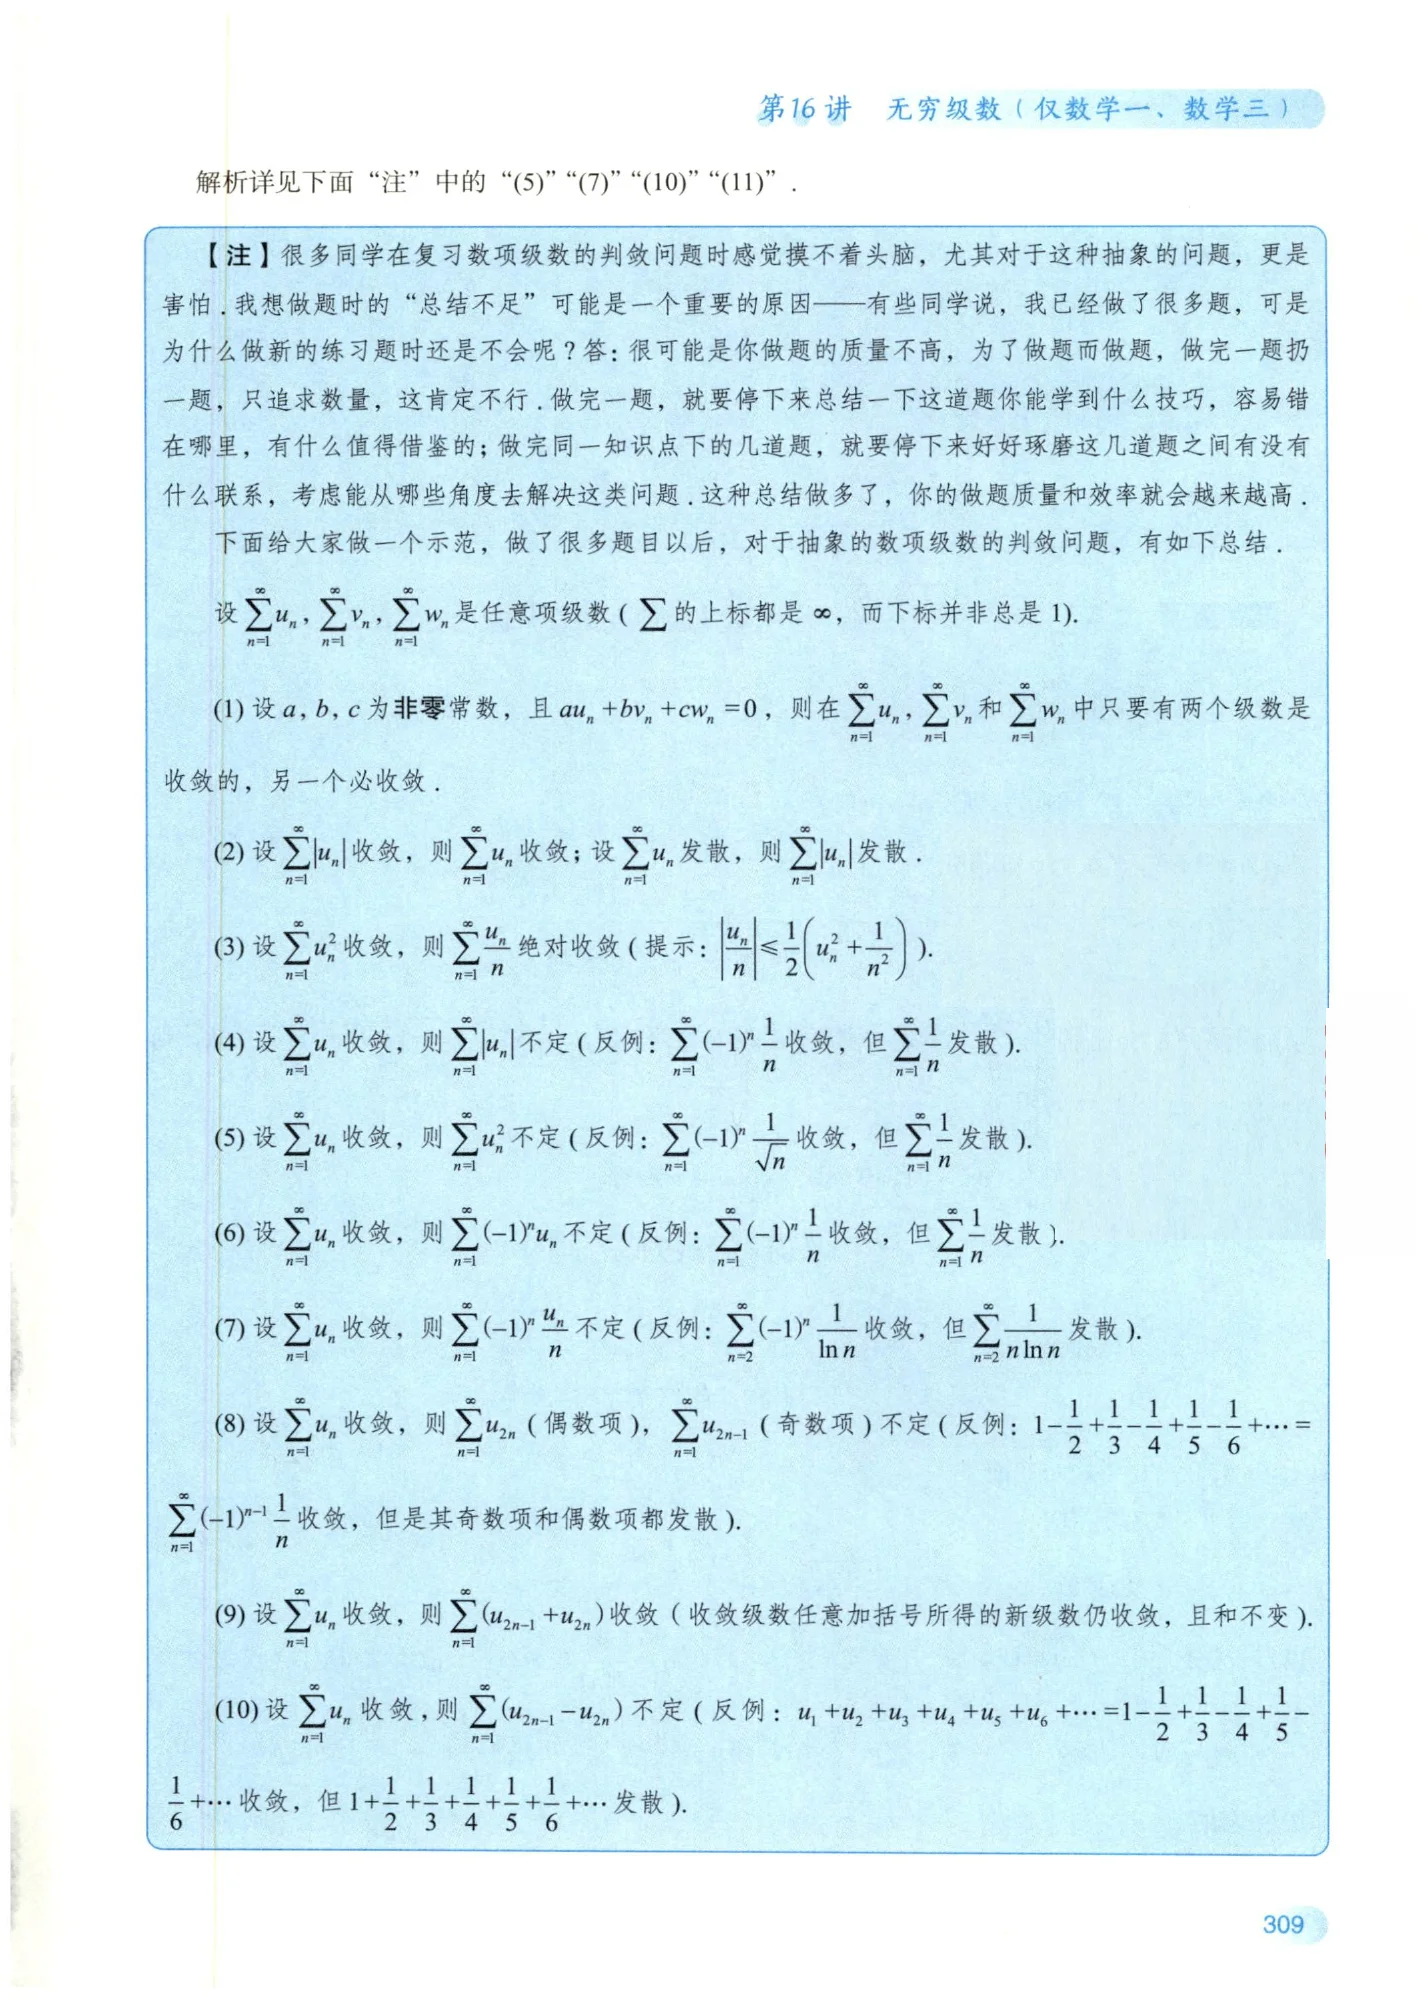 第16讲 无穷级数（仅数学一、数学三）
解析详见下面“注”中的“(5)”“(7)”“(10)”“(11)”.
【注】很多同学在复习数项级数的判敛问题时感觉摸不着头脑，尤其对于这种抽象的问题，更是
害怕.我想做题时的“总结不足”可能是一个重要的原因——有些同学说，我已经做了很多题，可是
为什么做新的练习题时还是不会呢？答：很可能是你做题的质量不高，为了做题而做题，做完一题扔
一题，只追求数量，这肯定不行.做完一题，就要停下来总结一下这道题你能学到什么技巧，容易错
在哪里，有什么值得借鉴的；做完同一知识点下的几道题，就要停下来好好琢磨这几道题之间有没有
什么联系，考虑能从哪些角度去解决这类问题.这种总结做多了，你的做题质量和效率就会越来越高.
下面给大家做一个示范，做了很多题目以后，对于抽象的数项级数的判敛问题，有如下总结.
设 $\sum_{n=1}^{\infty}u_n$, $\sum_{n=1}^{\infty}v_n$, $\sum_{n=1}^{\infty}w_n$ 是任意项级数（$\sum$ 的上标都是 ∞，而下标并非总是 1).
(1) 设 a, b, c 为非零常数，且 $au_n+bv_n+cw_n=0$，则在 $\sum_{n=1}^{\infty}u_n$, $\sum_{n=1}^{\infty}v_n$ 和 $\sum_{n=1}^{\infty}w_n$ 中只要有两个级数是
收敛的，另一个必收敛.
(2) 设 $\sum_{n=1}^{\infty}|u_n|$ 收敛，则 $\sum_{n=1}^{\infty}u_n$ 收敛；设 $\sum_{n=1}^{\infty}u_n$ 发散，则 $\sum_{n=1}^{\infty}|u_n|$ 发散.
(3) 设 $\sum_{n=1}^{\infty}u_n^2$ 收敛，则 $\sum_{n=1}^{\infty}\frac{u_n}{n}$ 绝对收敛（提示：$\left|\frac{u_n}{n}\right|\leq\frac{1}{2}\left(u_n^2+\frac{1}{n^2}\right)$).
(4) 设 $\sum_{n=1}^{\infty}u_n$ 收敛，则 $\sum_{n=1}^{\infty}|u_n|$ 不定（反例：$\sum_{n=1}^{\infty}(-1)^n\frac{1}{n}$ 收敛，但 $\sum_{n=1}^{\infty}\frac{1}{n}$ 发散).
(5) 设 $\sum_{n=1}^{\infty}u_n$ 收敛，则 $\sum_{n=1}^{\infty}u_n^2$ 不定（反例：$\sum_{n=1}^{\infty}(-1)^n\frac{1}{\sqrt{n}}$ 收敛，但 $\sum_{n=1}^{\infty}\frac{1}{n}$ 发散).
(6) 设 $\sum_{n=1}^{\infty}u_n$ 收敛，则 $\sum_{n=1}^{\infty}(-1)^nu_n$ 不定（反例：$\sum_{n=1}^{\infty}(-1)^n\frac{1}{n}$ 收敛，但 $\sum_{n=1}^{\infty}\frac{1}{n}$ 发散).
(7) 设 $\sum_{n=1}^{\infty}u_n$ 收敛，则 $\sum_{n=1}^{\infty}(-1)^n\frac{u_n}{n}$ 不定（反例：$\sum_{n=2}^{\infty}(-1)^n\frac{1}{\ln n}$ 收敛，但 $\sum_{n=2}^{\infty}\frac{1}{n\ln n}$ 发散).
(8) 设 $\sum_{n=1}^{\infty}u_n$ 收敛，则 $\sum_{n=1}^{\infty}u_{2n}$（偶数项），$\sum_{n=1}^{\infty}u_{2n-1}$（奇数项）不定（反例：$1-\frac{1}{2}+\frac{1}{3}-\frac{1}{4}+\frac{1}{5}-\frac{1}{6}+\cdots=$
$\sum_{n=1}^{\infty}(-1)^{n-1}\frac{1}{n}$ 收敛，但是其奇数项和偶数项都发散).
(9) 设 $\sum_{n=1}^{\infty}u_n$ 收敛，则 $\sum_{n=1}^{\infty}(u_{2n-1}+u_{2n})$ 收敛（收敛级数任意加括号所得的新级数仍收敛，且和不变).
(10) 设 $\sum_{n=1}^{\infty}u_n$ 收敛，则 $\sum_{n=1}^{\infty}(u_{2n-1}-u_{2n})$ 不定（反例：$u_1+u_2+u_3+u_4+u_5+u_6+\cdots=1-\frac{1}{2}+\frac{1}{3}-\frac{1}{4}+\frac{1}{5}-$
$\frac{1}{6}+\cdots$ 收敛，但 $1+\frac{1}{2}+\frac{1}{3}+\frac{1}{4}+\frac{1}{5}+\frac{1}{6}+\cdots$ 发散).
309